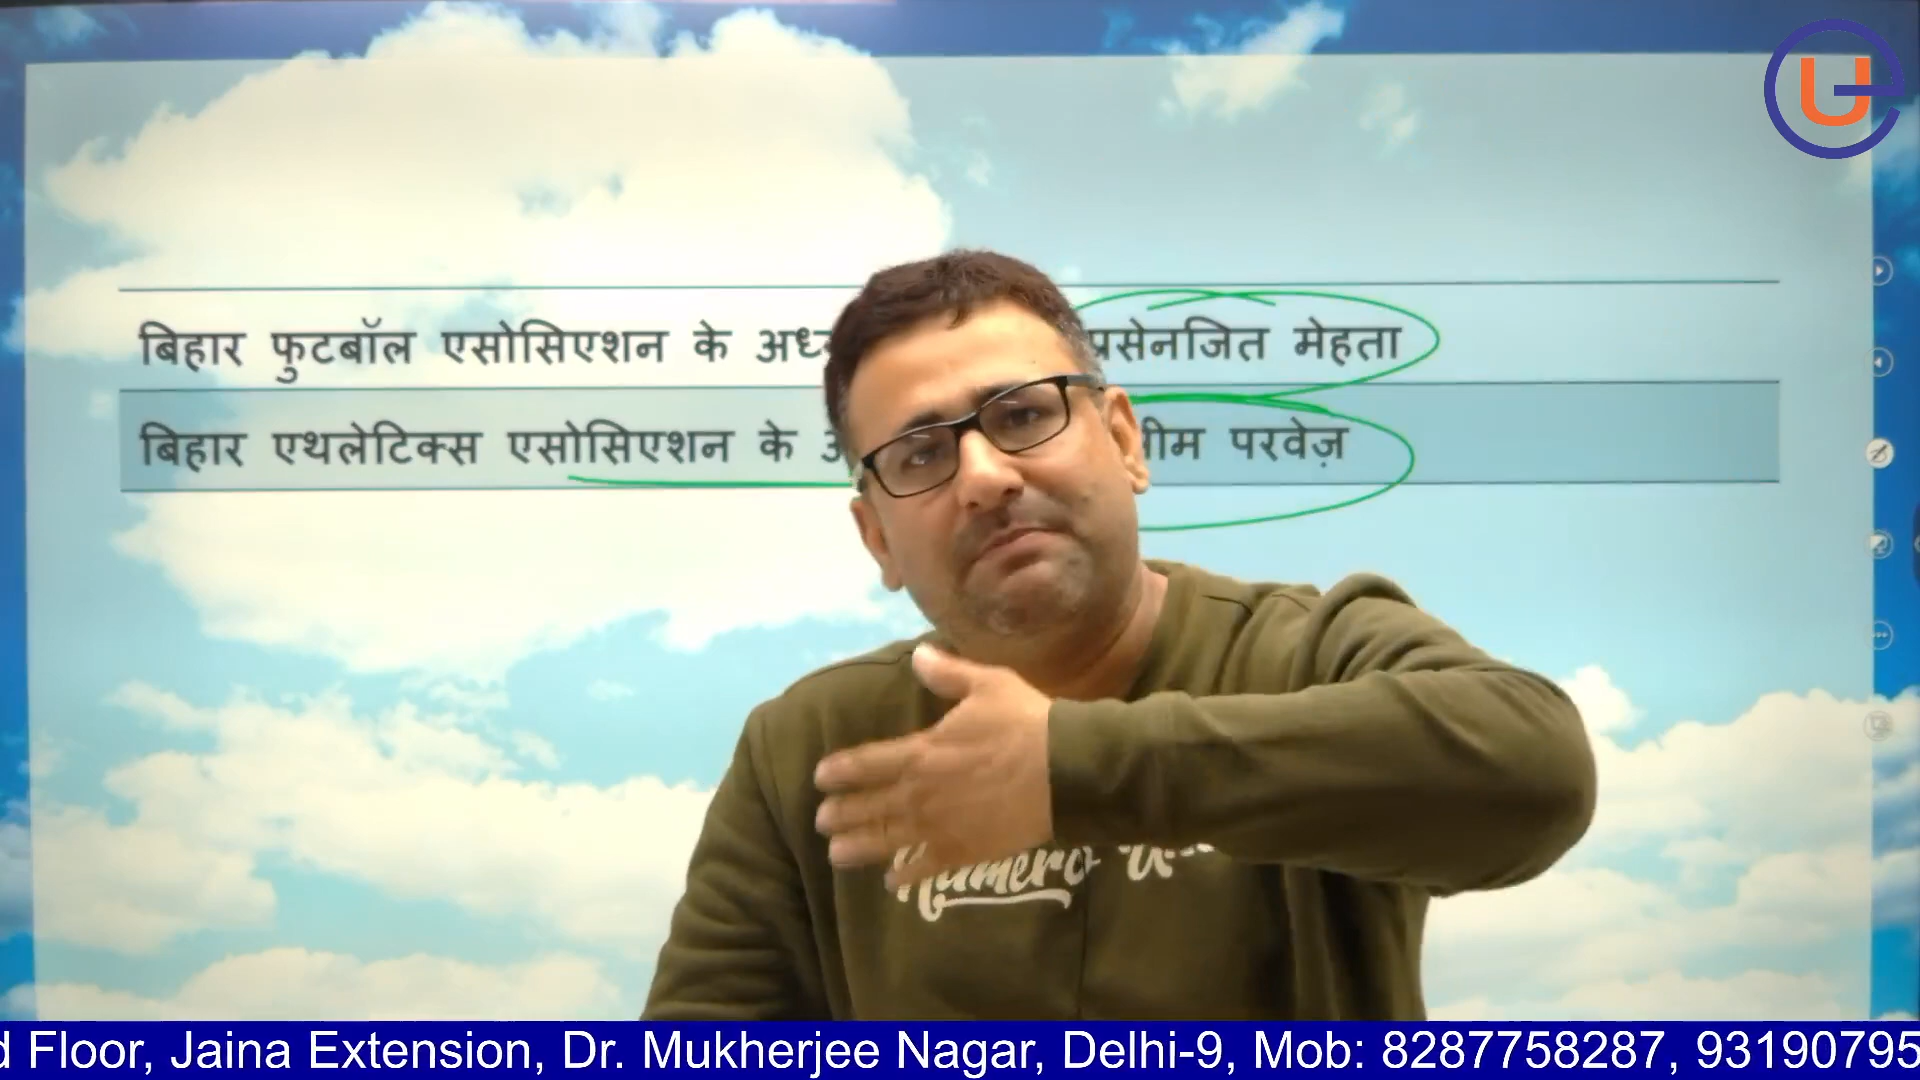 बिहार फुटबॉल एसोसिएशन के प्रसेनजित मेहता
बिहार एथलेटिक्स एसोसिएशन के परवेज़
Numero
Floor, Jaina Extension, Dr. Mukherjee Nagar, Delhi-9, Mob: 8287758287, 93190795